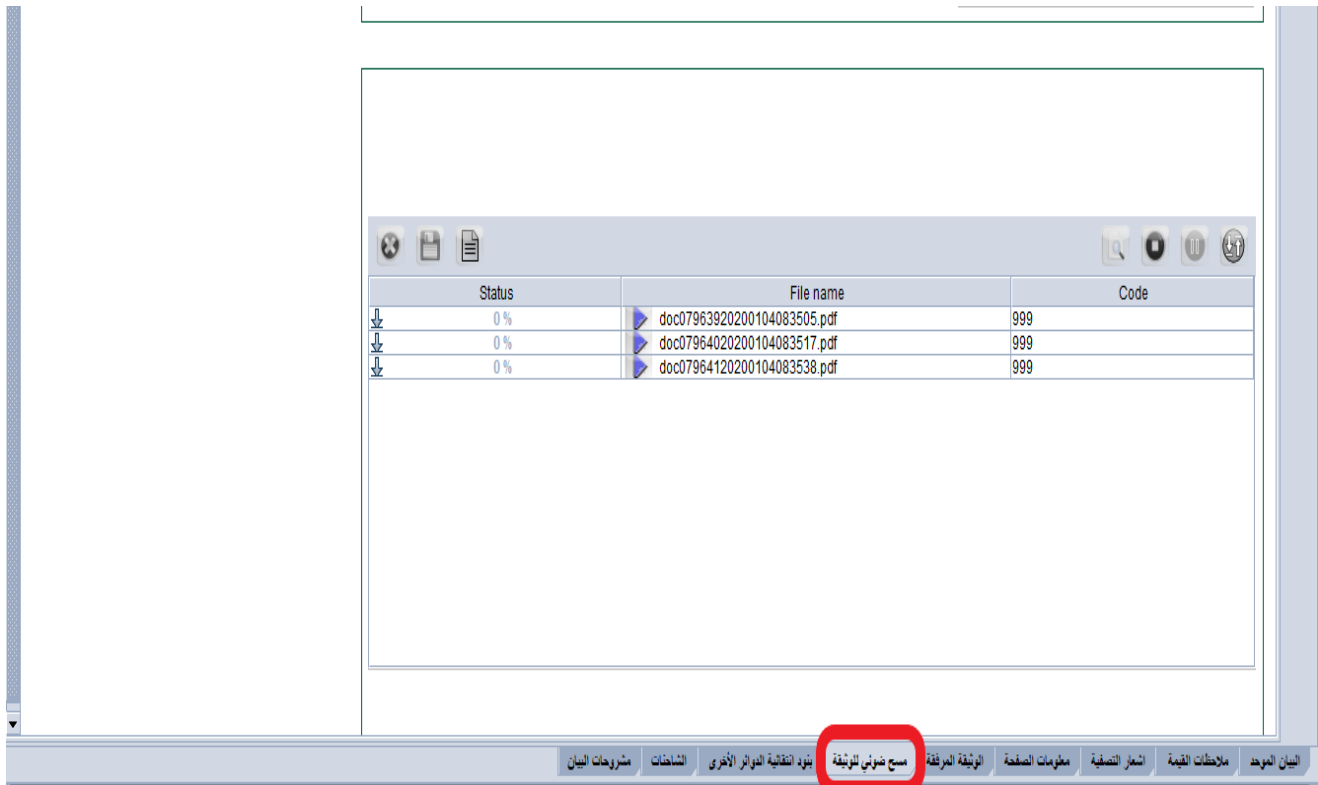 Status File name Code
0 % doc07963920200104083505.pdf 999
0 % doc07964020200104083517.pdf 999
0 % doc07964120200104083538.pdf 999
البيان الموحد ملاحظات القيمة اشعار التصفية معلومات الصفحة الوثيقة المرفقة مسح ضوئي للوثيقة بنود انتقائية الدوائر الأخرى الشاحنات مشروحات البيان